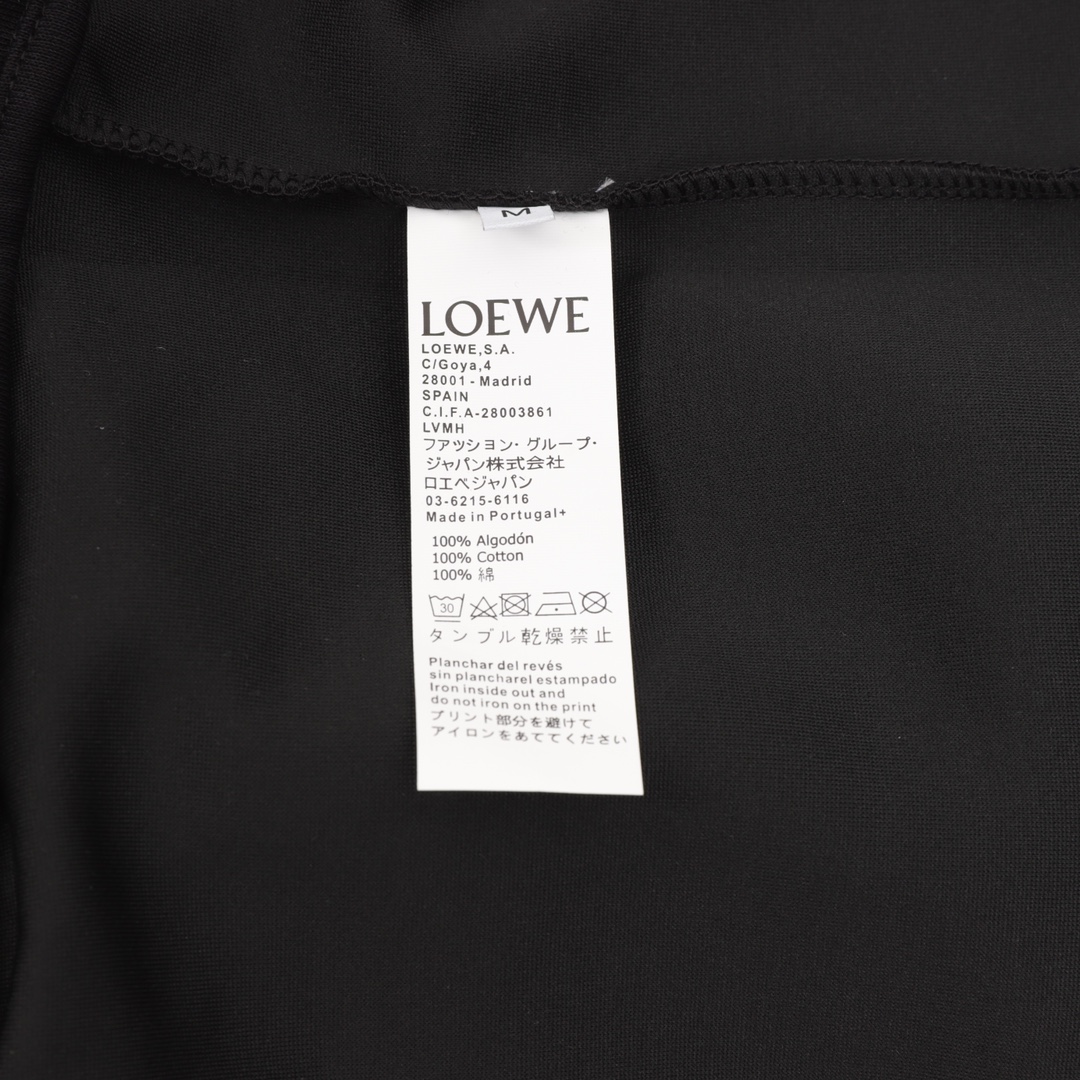 M
LOEWE
LOEWE,S.A.
C/Goya,4
28001 - Madrid
SPAIN
C.I.F.A-28003861
LVMH
ファッション・グループ・
ジャパン株式会社
ロエベジャパン
03-6215-6116
Made in Portugal+
100% Algodón
100% Cotton
100% 綿
30
タンブル乾燥禁止
Planchar del revés
sin plancharel estampado
Iron inside out and
do not iron on the print
プリント部分を避けて
アイロンをあててください